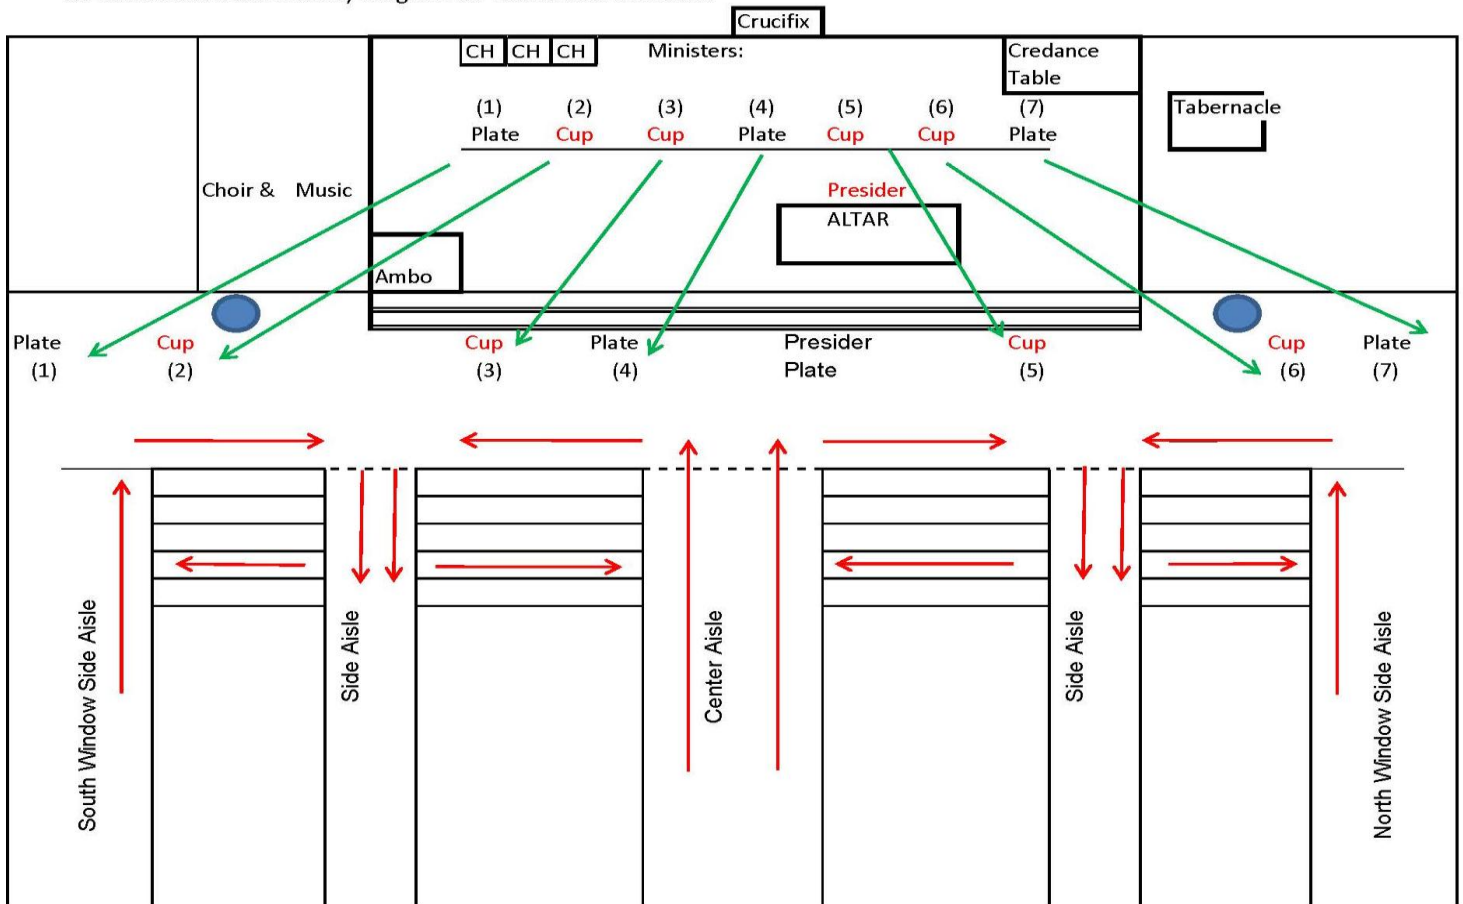 Crucifix
CH CH CH Ministers: Credance
Table
(1) (2) (3) (4) (5) (6) (7)
Plate Cup Cup Plate Cup Cup Plate
Tabernacle
Choir & Music
Presider
ALTAR
Ambo
Plate Cup Cup Plate Presider Cup Cup Plate
(1) (2) (3) (4) Plate (5) (6) (7)
South Window Side Aisle
Side Aisle
Center Aisle
Side Aisle
North Window Side Aisle